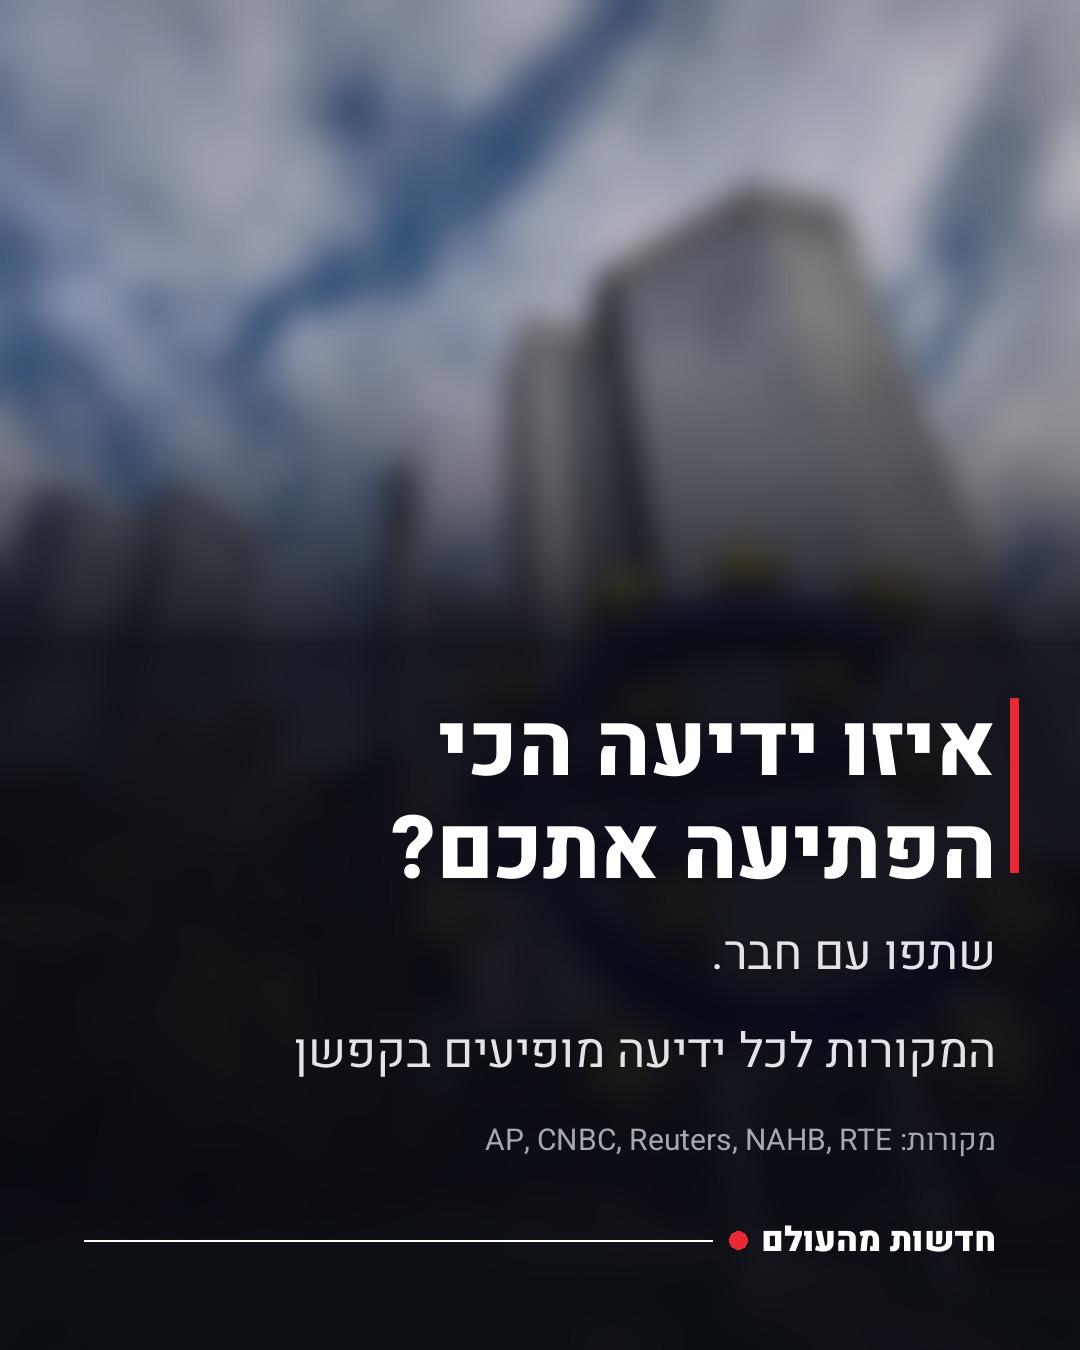 איזו ידיעה הכי
הפתיעה אתכם?
שתפו עם חבר.
המקורות לכל ידיעה מופיעים בקפשן
מקורות: AP, CNBC, Reuters, NAHB, RTE
חדשות מהעולם